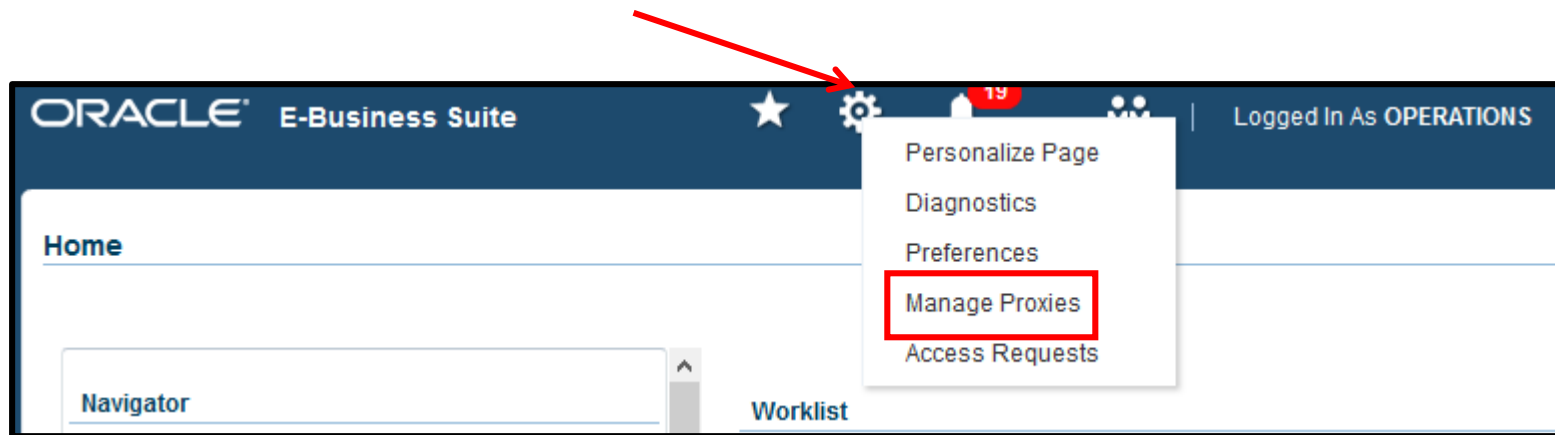 ORACLE E-Business Suite 19 | Logged In As OPERATIONS
Personalize Page
Diagnostics
Preferences
Manage Proxies
Access Requests
Home
Navigator
Worklist